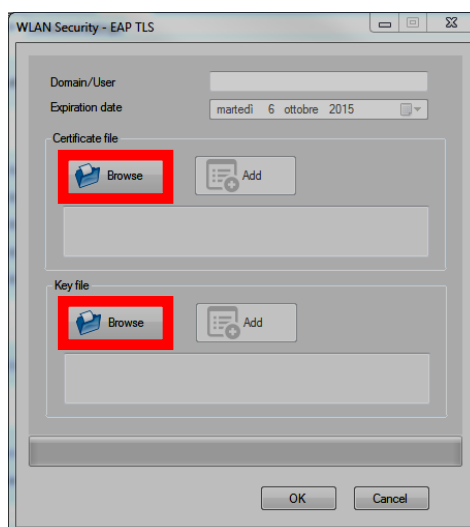 WLAN Security - EAP TLS
Domain/User
Expiration date martedì 6 ottobre 2015
Certificate file
Browse Add
Key file
Browse Add
OK Cancel